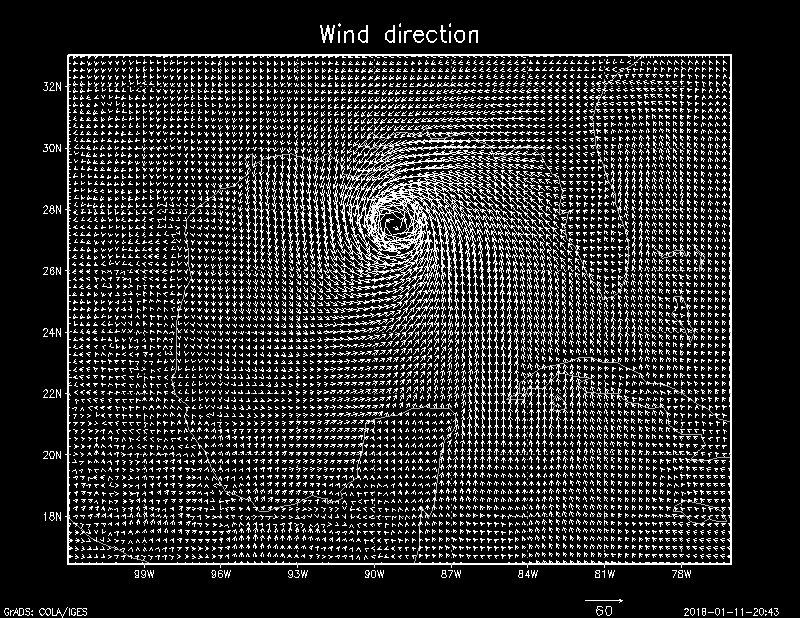 Wind direction
32N
30N
28N
26N
24N
22N
20N
18N
99W 96W 93W 90W 87W 84W 81W 78W
60
GrADS: COLA/IGES 2018-01-11-20:43